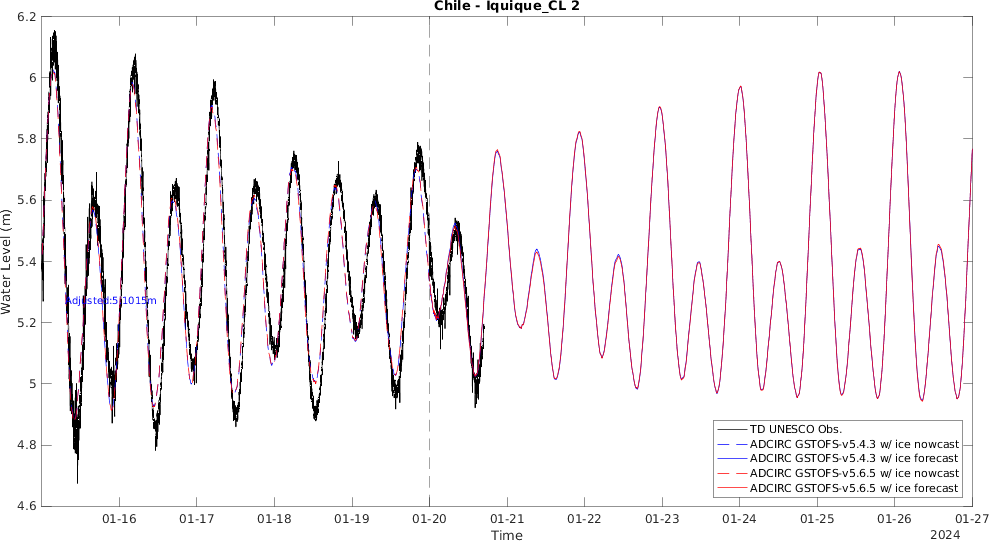 Chile - Iquique_CL 2
6.2
6
5.8
5.6
5.4
5.2
5
4.8
4.6
Water Level (m)
Adjusted:5.1015m
TD UNESCO Obs.
ADCIRC GSTOFS-v5.4.3 w/ ice nowcast
ADCIRC GSTOFS-v5.4.3 w/ ice forecast
ADCIRC GSTOFS-v5.6.5 w/ ice nowcast
ADCIRC GSTOFS-v5.6.5 w/ ice forecast
01-16 01-17 01-18 01-19 01-20 01-21 01-22 01-23 01-24 01-25 01-26 01-27
Time
2024